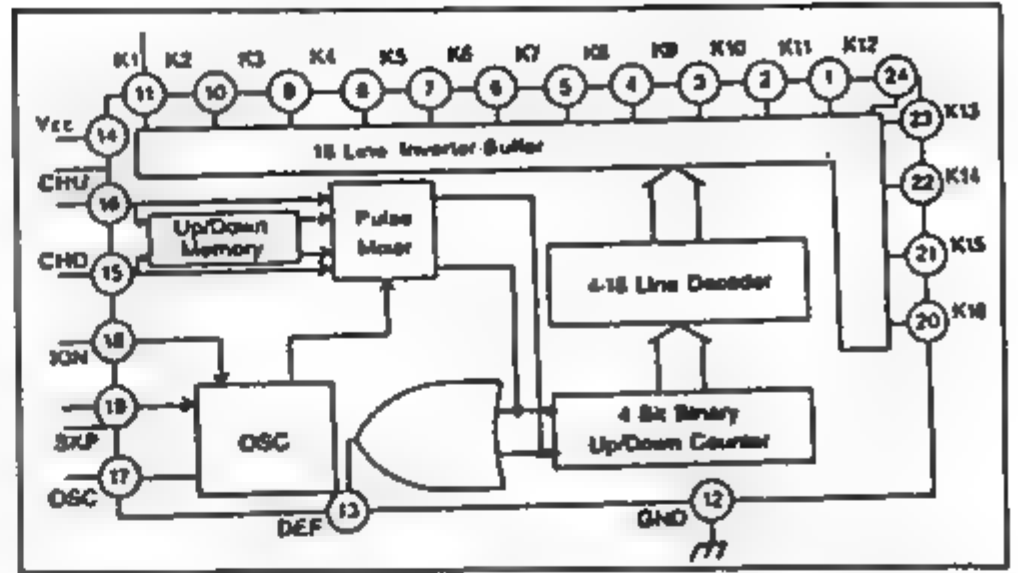 K1 K2 K3 K4 K5 K6 K7 K8 K9 K10 K11 K12
11 10 9 8 7 6 5 4 3 2 1 24
23 K13
14
16 Line Inverter Buffer
CHU
22 K14
16
Up/Down
Memory
Pulse
Mixer
CHD
15
21 K15
4-16 Line Decoder
20 K16
18
19
4 Bit Binary
Up/Down Counter
OSC
17
OSC
13
DEF
12
GND